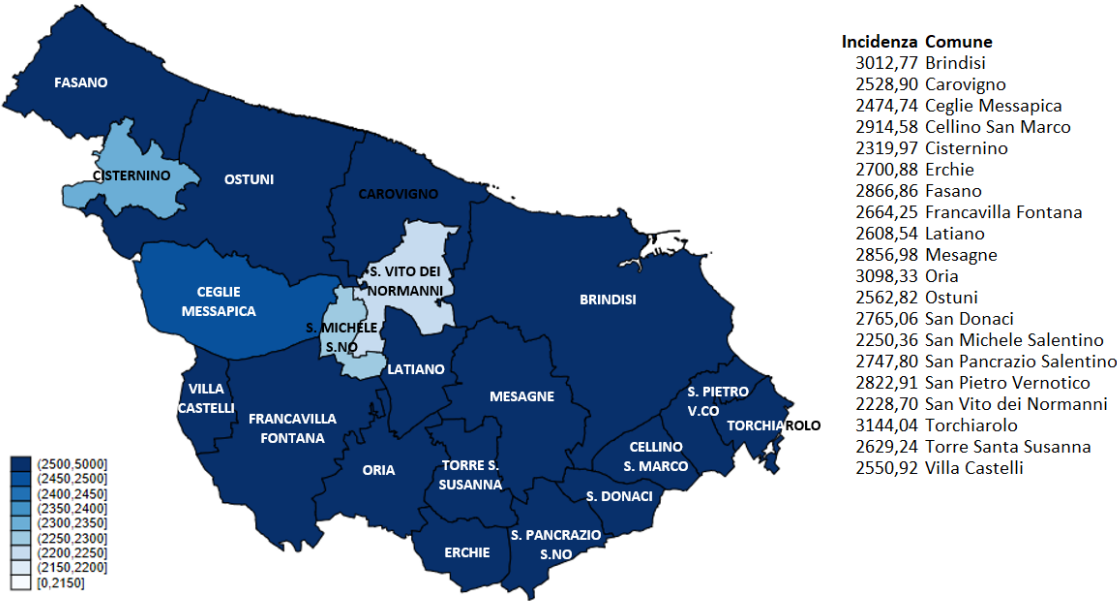 FASANO
CISTERNINO
OSTUNI
CAROVIGNO
S. VITO DEI
NORMANNI
CEGLIE
MESSAPICA
S. MICHELE
S.NO
BRINDISI
LATIANO
VILLA
CASTELLI
FRANCAVILLA
FONTANA
MESAGNE
S. PIETRO
V.CO
TORCHIAROLO
CELLINO
S. MARCO
ORIA
TORRE S.
SUSANNA
S. DONACI
S. PANCRAZIO
S.NO
ERCHIE
(2500,5000]
(2450,2500]
(2400,2450]
(2350,2400]
(2300,2350]
(2250,2300]
(2200,2250]
(2150,2200]
[0,2150]
Incidenza Comune
3012,77 Brindisi
2528,90 Carovigno
2474,74 Ceglie Messapica
2914,58 Cellino San Marco
2319,97 Cisternino
2700,88 Erchie
2866,86 Fasano
2664,25 Francavilla Fontana
2608,54 Latiano
2856,98 Mesagne
3098,33 Oria
2562,82 Ostuni
2765,06 San Donaci
2250,36 San Michele Salentino
2747,80 San Pancrazio Salentino
2822,91 San Pietro Vernotico
2228,70 San Vito dei Normanni
3144,04 Torchiarolo
2629,24 Torre Santa Susanna
2550,92 Villa Castelli